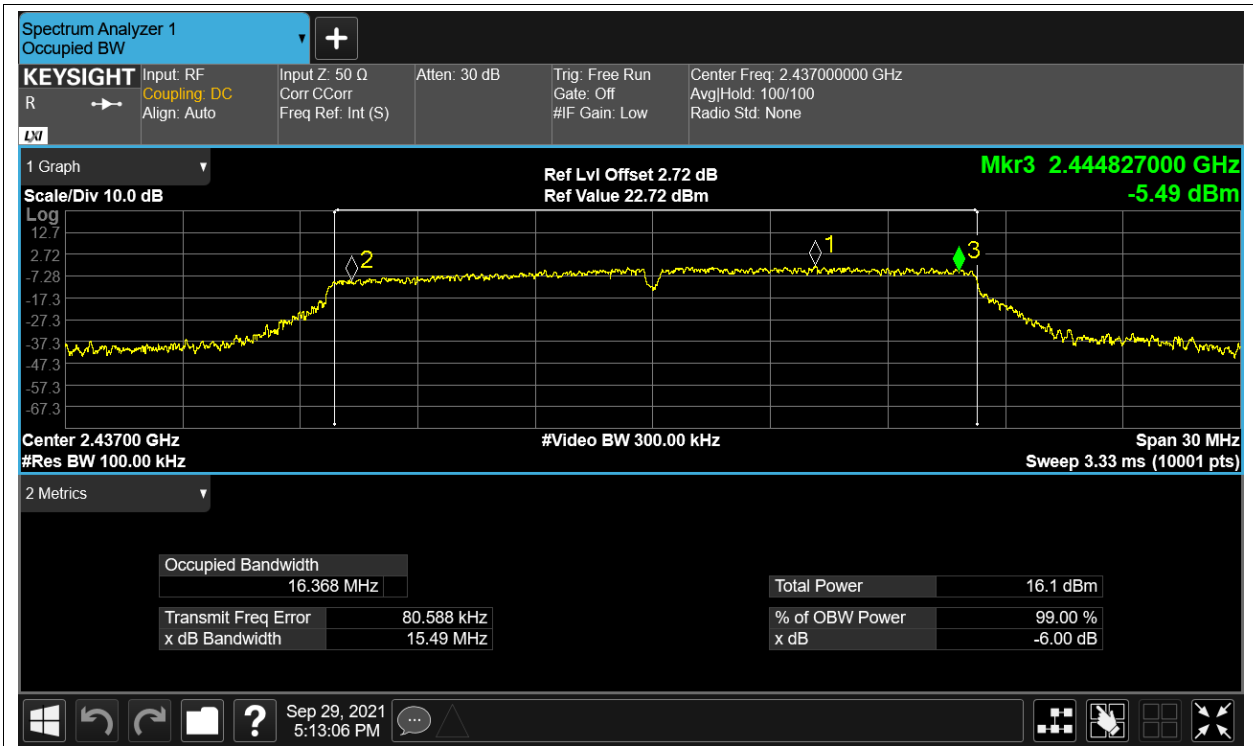 Spectrum Analyzer 1
Occupied BW
KEYSIGHT
R
LXI
Input: RF
Coupling: DC
Align: Auto
Input Z: 50 Ω
Corr CCorr
Freq Ref: Int (S)
Atten: 30 dB
Trig: Free Run
Gate: Off
#IF Gain: Low
Center Freq: 2.437000000 GHz
Avg|Hold: 100/100
Radio Std: None
1 Graph
Scale/Div 10.0 dB
Ref Lvl Offset 2.72 dB
Ref Value 22.72 dBm
Mkr3 2.444827000 GHz
-5.49 dBm
Log
12.7
2.72
-7.28
-17.3
-27.3
-37.3
-47.3
-57.3
-67.3
2
1
3
Center 2.43700 GHz
#Res BW 100.00 kHz
#Video BW 300.00 kHz
Span 30 MHz
Sweep 3.33 ms (10001 pts)
2 Metrics
Occupied Bandwidth
16.368 MHz
Transmit Freq Error 80.588 kHz
x dB Bandwidth 15.49 MHz
Total Power 16.1 dBm
% of OBW Power 99.00 %
x dB -6.00 dB
?
Sep 29, 2021
5:13:06 PM